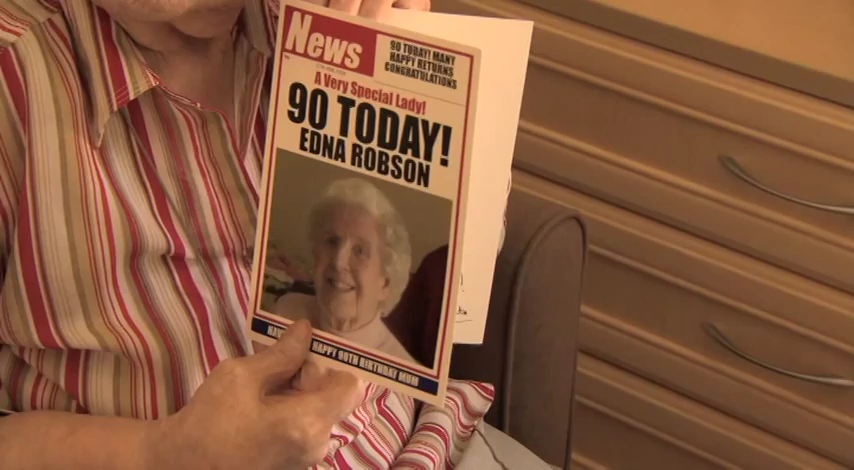 News
90 TODAY! MANY
HAPPY RETURNS
CONGRATULATIONS
A Very Special Lady!
90 TODAY!
EDNA ROBSON
HAPPY 90TH BIRTHDAY MUM